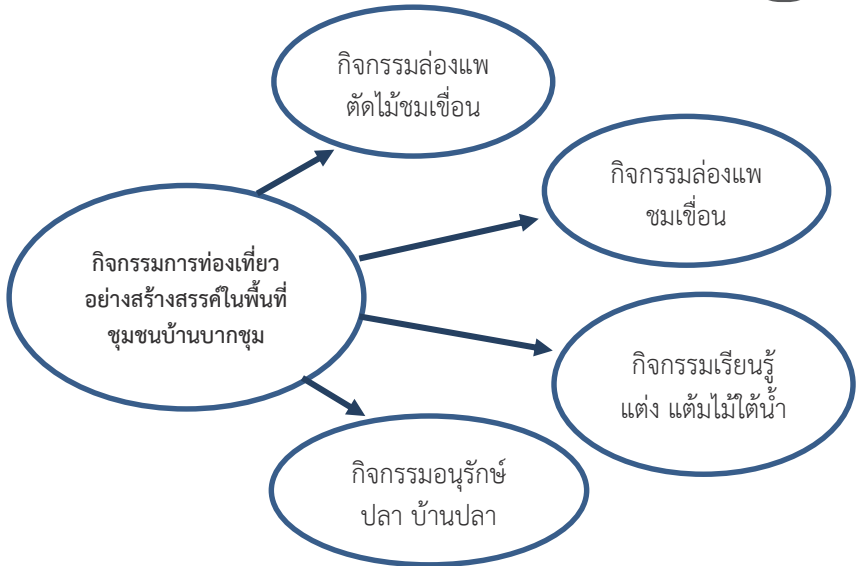 กิจกรรมล่องแพ
ตัดไม้ชมเขื่อน
กิจกรรมล่องแพ
ชมเขื่อน
กิจกรรมการท่องเที่ยว
อย่างสร้างสรรค์ในพื้นที่
ชุมชนบ้านบากชุม
กิจกรรมเรียนรู้
แต่ง แต้มไม้ใต้น้ำ
กิจกรรมอนุรักษ์
ปลา บ้านปลา